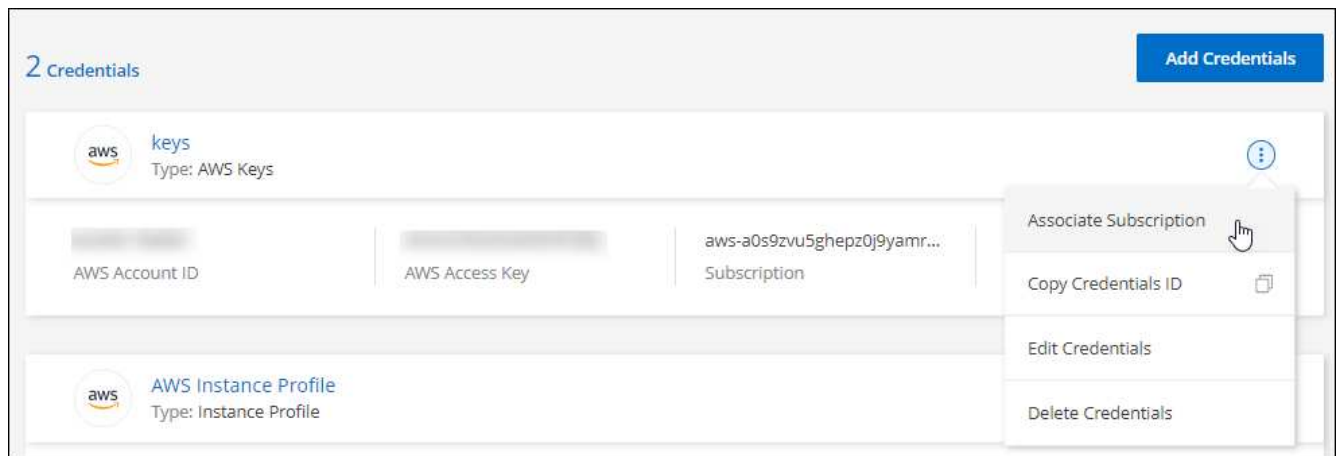 2 Credentials
Add Credentials
aws
keys
Type: AWS Keys
Associate Subscription
aws-a0s9zvu5ghepz0j9yamr...
AWS Account ID
AWS Access Key
Subscription
Copy Credentials ID
Edit Credentials
aws
AWS Instance Profile
Type: Instance Profile
Delete Credentials